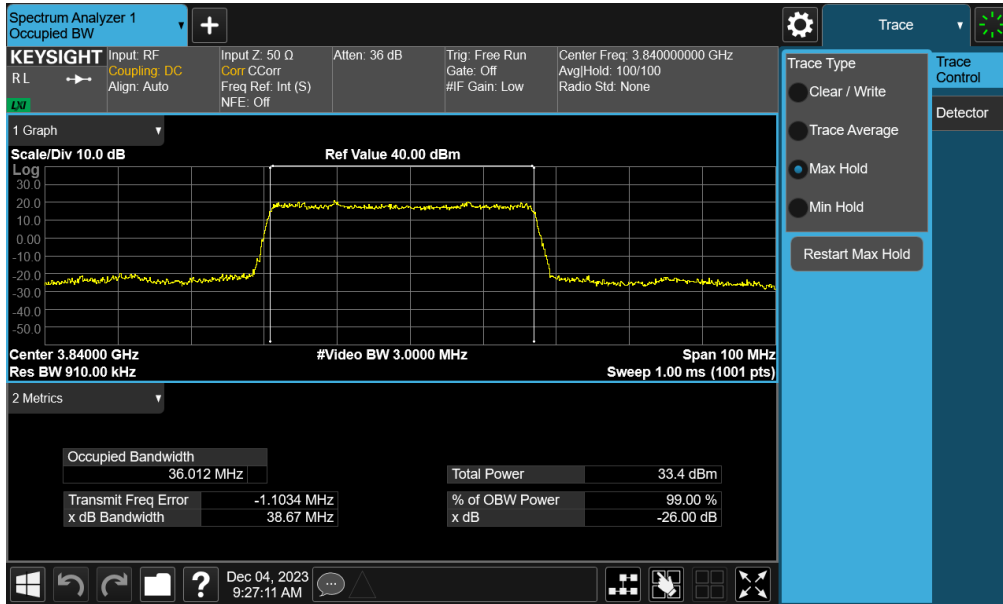 Spectrum Analyzer 1
Occupied BW
Trace
KEYSIGHT
R L
LXI
Input: RF
Coupling: DC
Align: Auto
Input Z: 50 Ω
Corr CCorr
Freq Ref: Int (S)
NFE: Off
Atten: 36 dB
Trig: Free Run
Gate: Off
#IF Gain: Low
Center Freq: 3.840000000 GHz
Avg|Hold: 100/100
Radio Std: None
Trace Type
Clear / Write
Trace Average
Max Hold
Min Hold
Restart Max Hold
Trace
Control
Detector
1 Graph
Scale/Div 10.0 dB
Ref Value 40.00 dBm
Log
30.0
20.0
10.0
0.00
-10.0
-20.0
-30.0
-40.0
-50.0
Center 3.84000 GHz
#Video BW 3.0000 MHz
Span 100 MHz
Res BW 910.00 kHz
Sweep 1.00 ms (1001 pts)
2 Metrics
Occupied Bandwidth
36.012 MHz
Total Power 33.4 dBm
Transmit Freq Error -1.1034 MHz
% of OBW Power 99.00 %
x dB Bandwidth 38.67 MHz
x dB -26.00 dB
?
Dec 04, 2023
9:27:11 AM